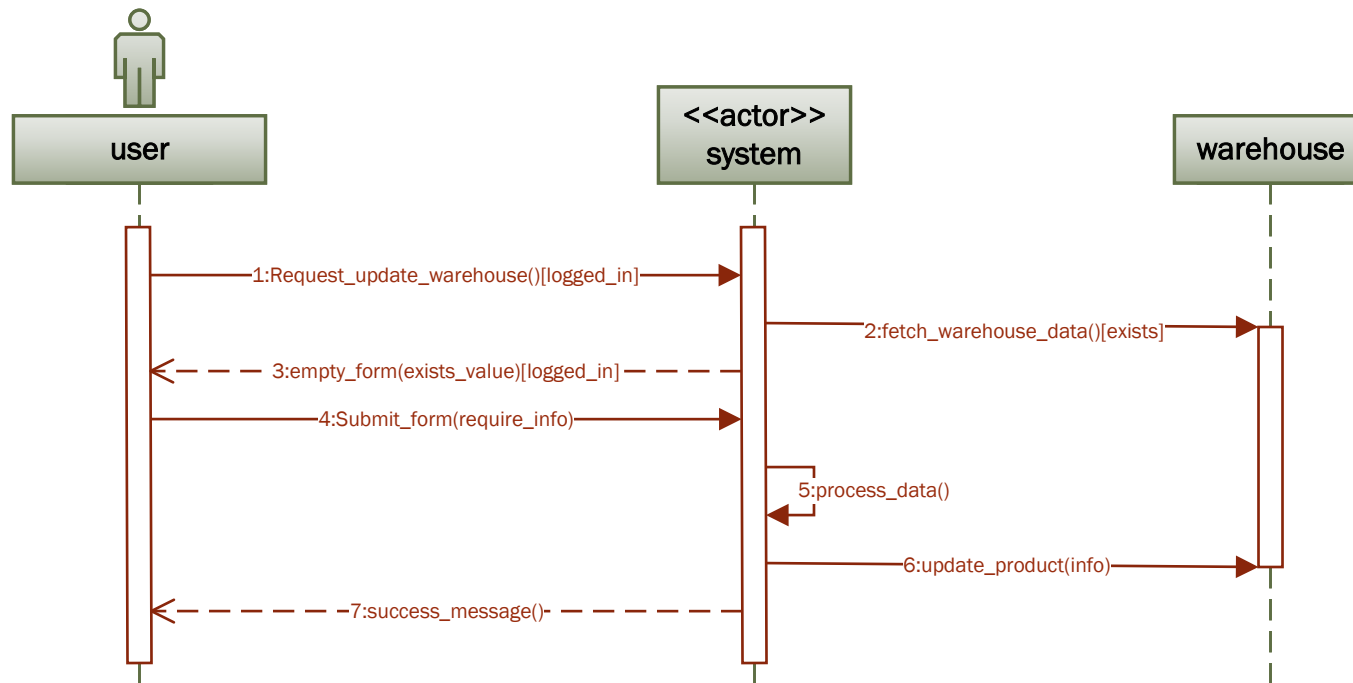 user
<<actor>>
system
warehouse
1:Request_update_warehouse()[logged_in]
2:fetch_warehouse_data()[exists]
3:empty_form(exists_value)[logged_in]
4:Submit_form(require_info)
5:process_data()
6:update_product(info)
7:success_message()